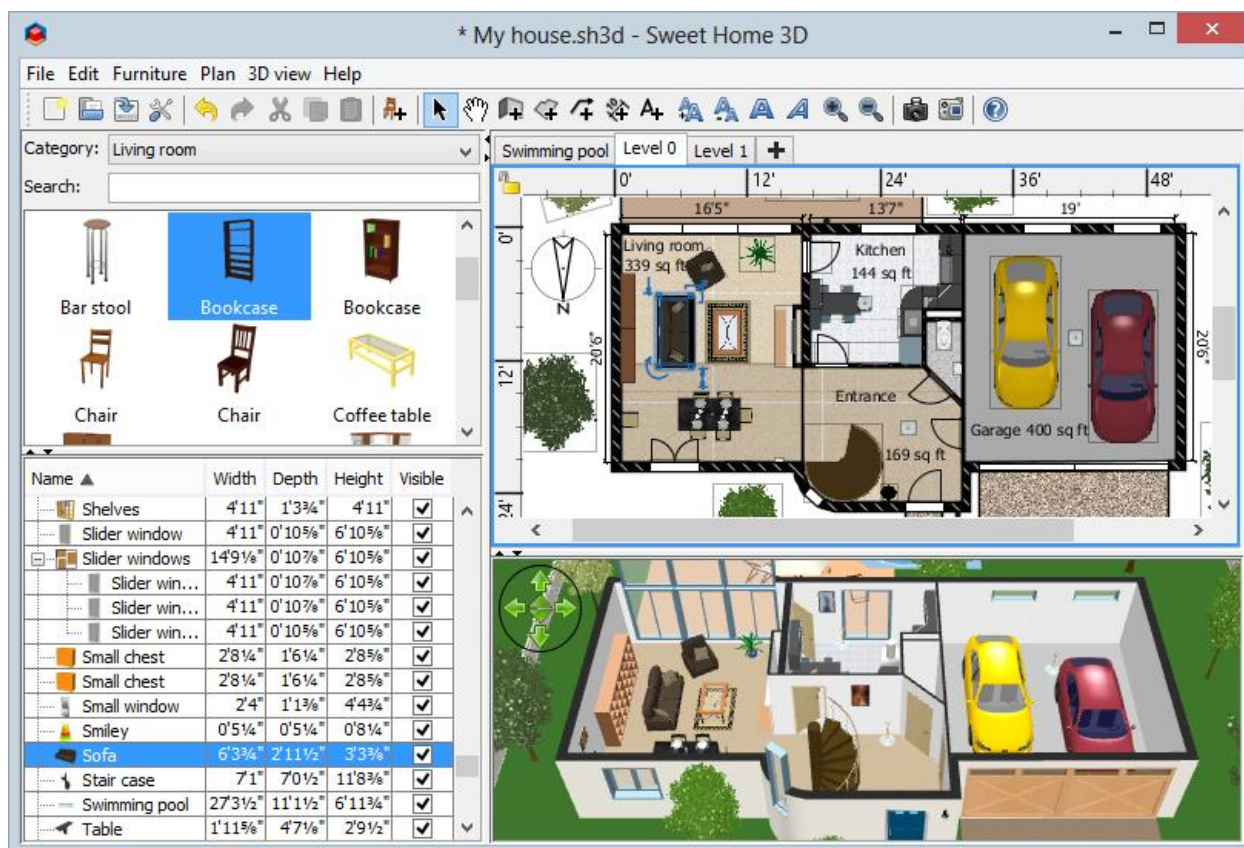 * My house.sh3d - Sweet Home 3D
File Edit Furniture Plan 3D view Help
Category: Living room
Search:
Bar stool Bookcase Bookcase
Chair Chair Coffee table
Name Width Depth Height Visible
Shelves 4'11" 1'3¾" 4'11"
Slider window 4'11" 0'10⅝" 6'10⅝"
Slider windows 14'9⅛" 0'10⅞" 6'10⅝"
Slider win... 4'11" 0'10⅞" 6'10⅝"
Slider win... 4'11" 0'10⅞" 6'10⅝"
Slider win... 4'11" 0'10⅝" 6'10⅝"
Small chest 2'8¼" 1'6¼" 2'8⅝"
Small chest 2'8¼" 1'6¼" 2'8⅝"
Small window 2'4" 1'1⅜" 4'4¾"
Smiley 0'5¼" 0'5¼" 0'8¼"
Sofa 6'3¾" 2'11½" 3'3⅜"
Stair case 7'1" 7'0½" 11'8⅜"
Swimming pool 27'3½" 11'1½" 6'11¾"
Table 1'11⅝" 4'7⅛" 2'9½"
Swimming pool Level 0 Level 1
0' 12' 24' 36' 48'
0'
12'
24'
16'5" 13'7" 19'
Living room
339 sq ft
Kitchen
144 sq ft
N
20'6"
20'6"
Entrance
169 sq ft
Garage 400 sq ft